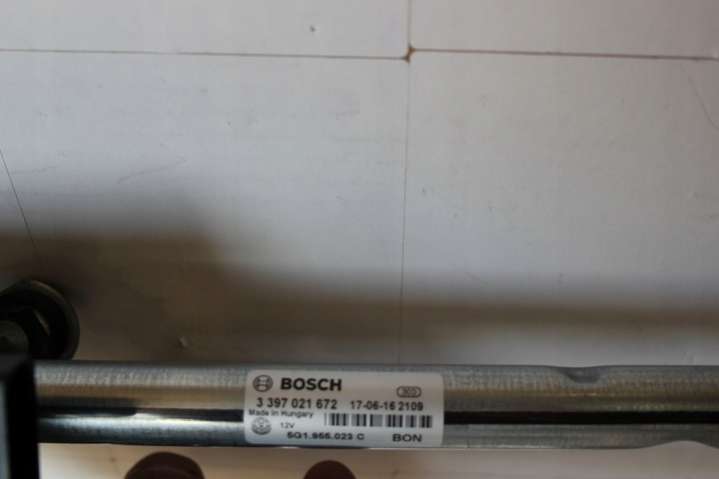 BOSCH
3 397 021 672 17-06-16 2109
Made in Hungary
12V
5G1.955.023 C BON